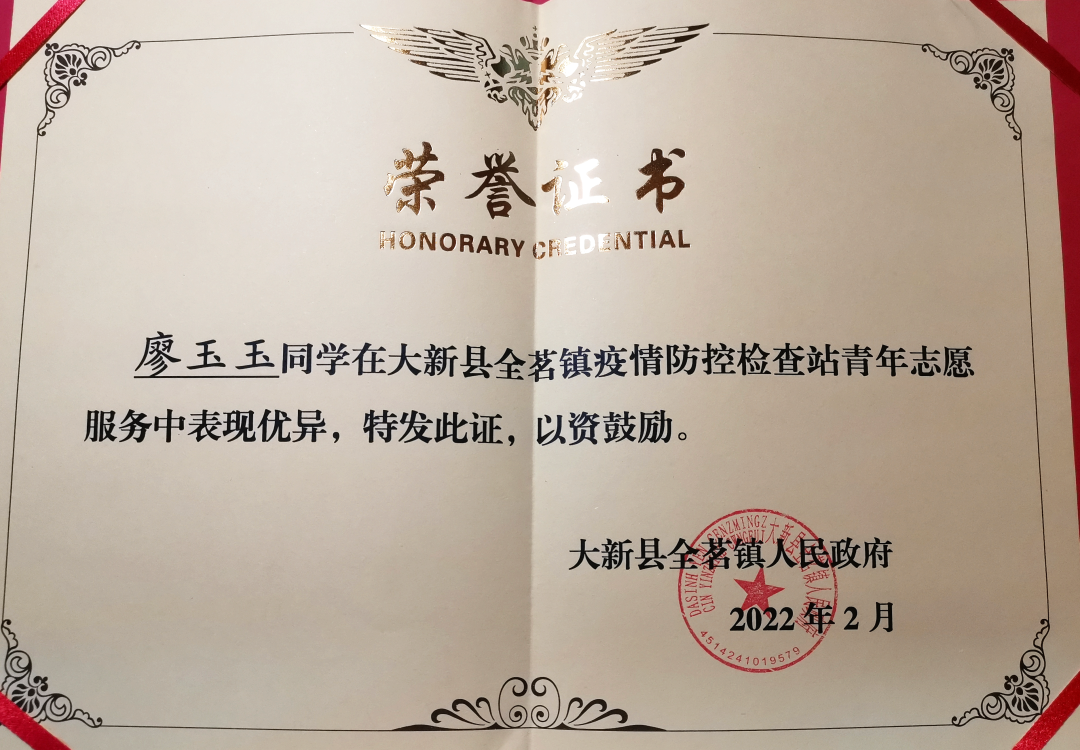 荣誉证书
HONORARY CREDENTIAL
廖玉玉同学在大新县全茗镇疫情防控检查站青年志愿
服务中表现优异，特发此证，以资鼓励。
大新县全茗镇人民政府
2022年2月
4514241019579